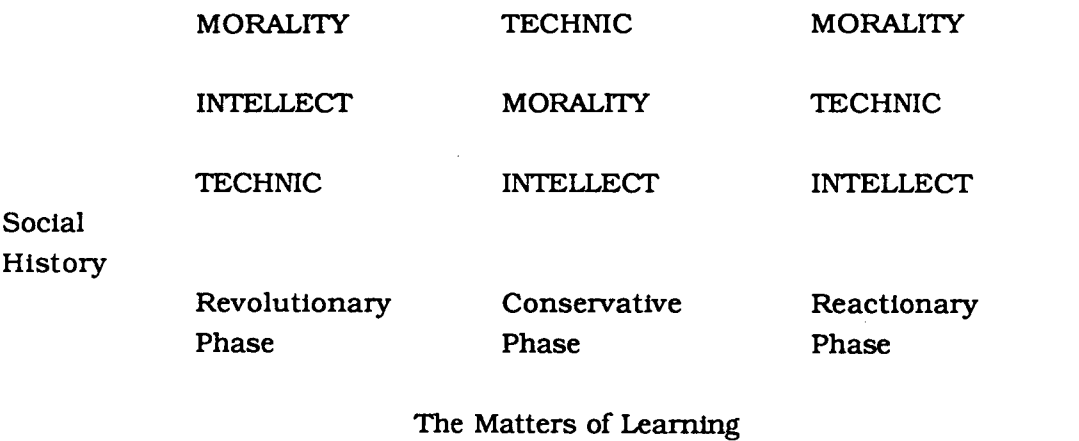 MORALITY TECHNIC MORALITY
INTELLECT MORALITY TECHNIC
TECHNIC INTELLECT INTELLECT
Social
History
Revolutionary Conservative Reactionary
Phase Phase Phase
The Matters of Learning